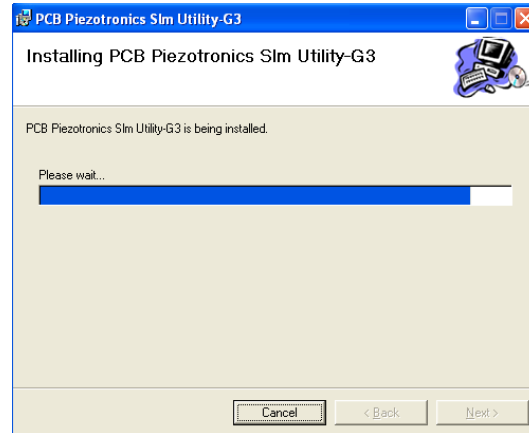 PCB Piezotronics Slm Utility-G3
Installing PCB Piezotronics Slm Utility-G3
PCB Piezotronics Slm Utility-G3 is being installed.
Please wait...
Cancel
< Back
Next >